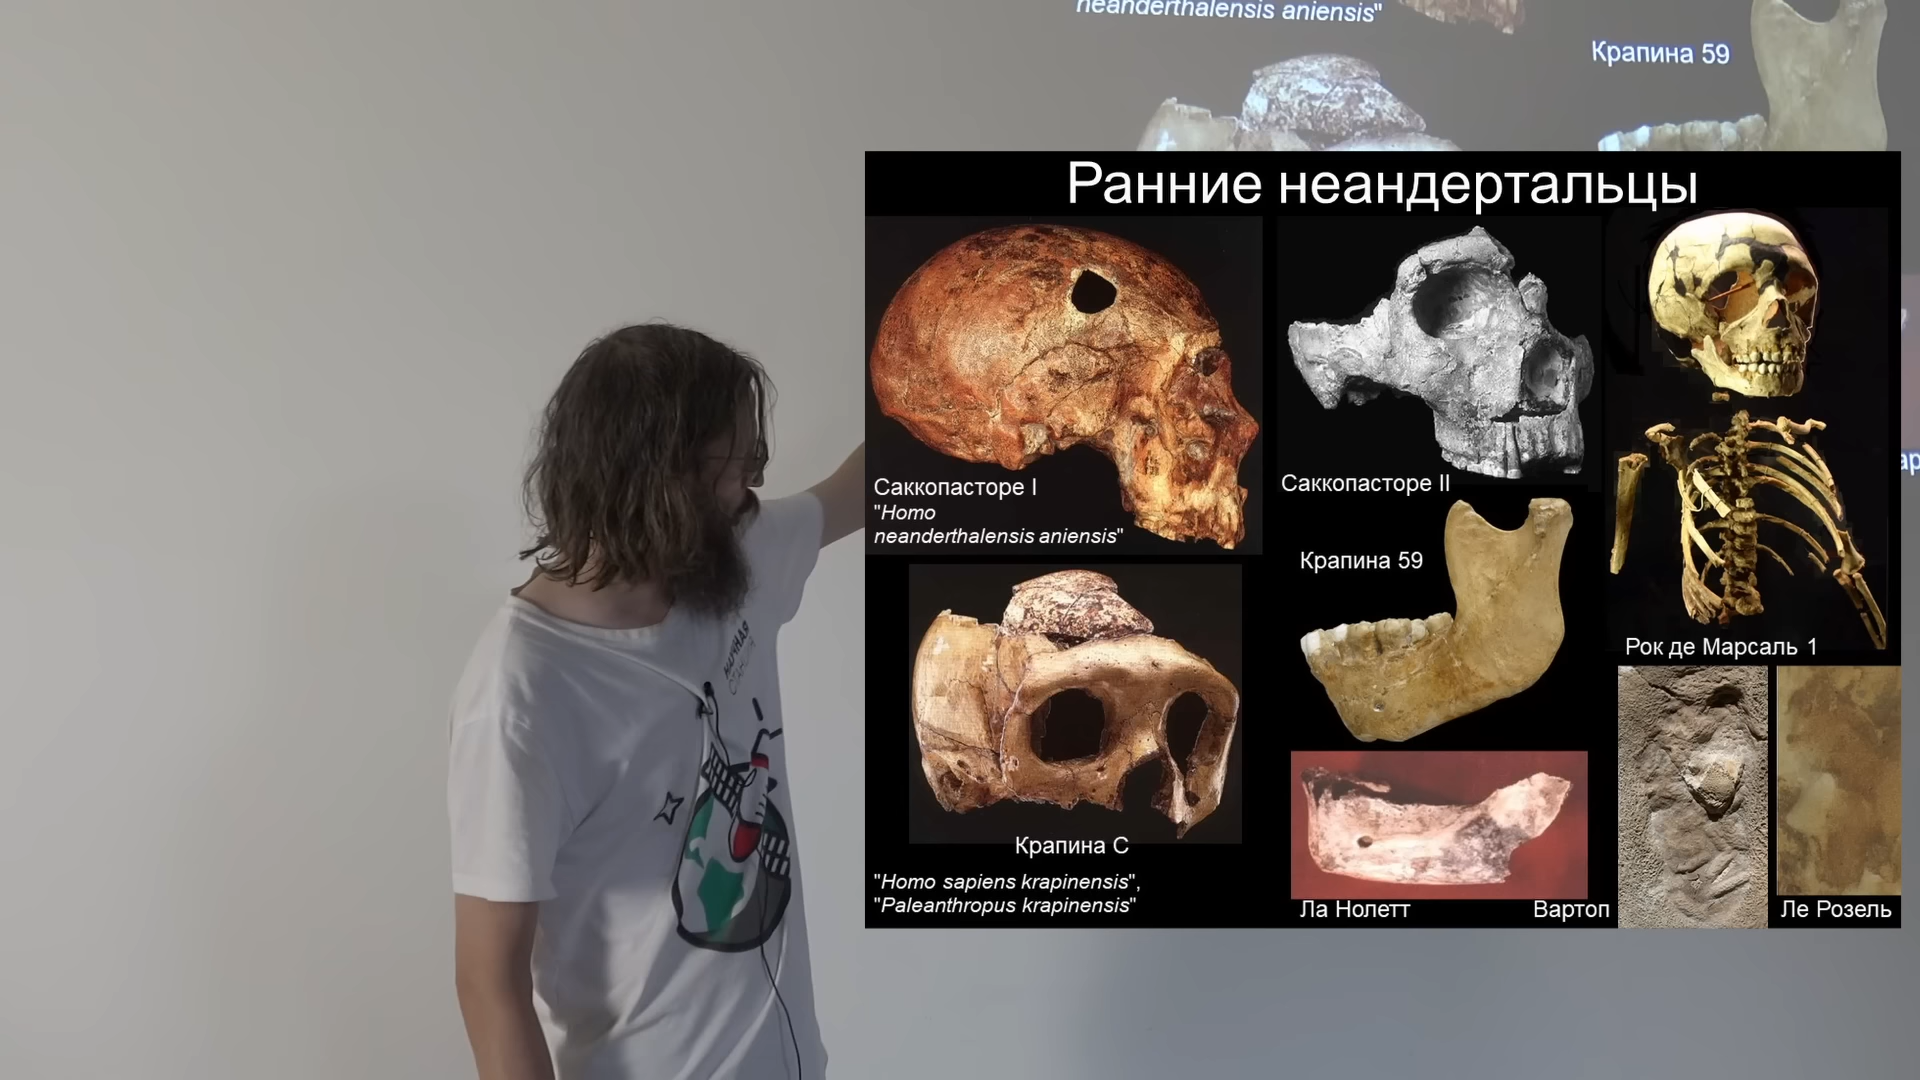 neanderthalensis aniensis"
Крапина 59
Ранние неандертальцы
Саккопасторе I
"Homo
neanderthalensis aniensis"
Саккопасторе II
Крапина 59
Рок де Марсаль 1
Крапина C
"Homo sapiens krapinensis",
"Paleanthropus krapinensis"
Ла Нолетт
Вартоп
Ле Розель
НАУЧНАЯ